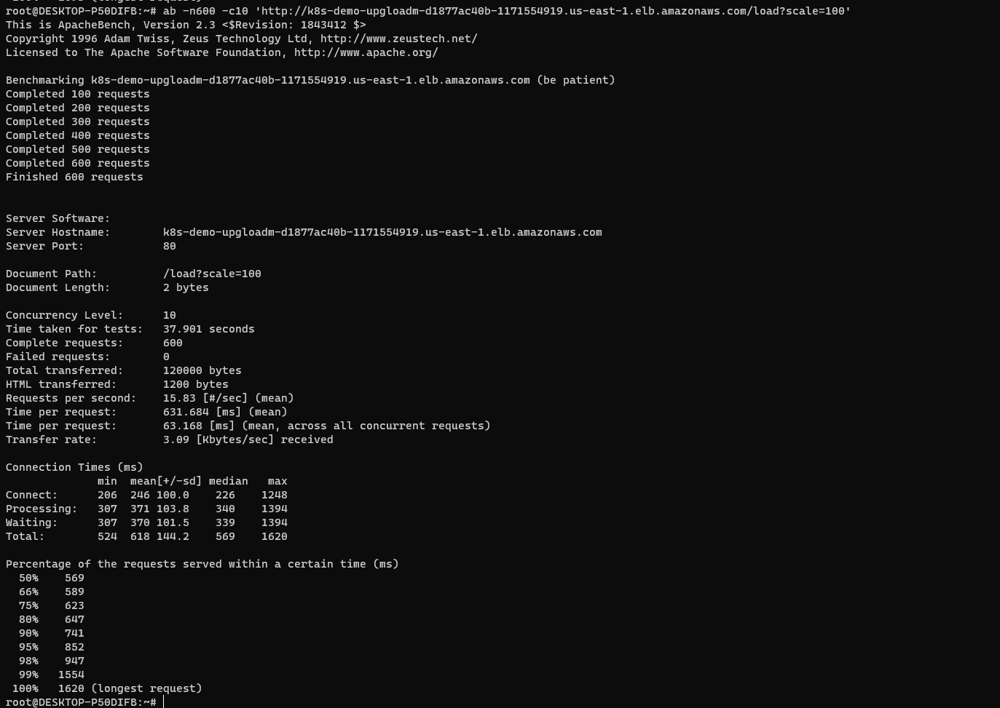 root@DESKTOP-P50DIFB:~# ab -n600 -c10 'http://k8s-demo-upgloadm-d1877ac40b-1171554919.us-east-1.elb.amazonaws.com/load?scale=100'
This is ApacheBench, Version 2.3 <$Revision: 1843412 $>
Copyright 1996 Adam Twiss, Zeus Technology Ltd, http://www.zeustech.net/
Licensed to The Apache Software Foundation, http://www.apache.org/

Benchmarking k8s-demo-upgloadm-d1877ac40b-1171554919.us-east-1.elb.amazonaws.com (be patient)
Completed 100 requests
Completed 200 requests
Completed 300 requests
Completed 400 requests
Completed 500 requests
Completed 600 requests
Finished 600 requests


Server Software:
Server Hostname:        k8s-demo-upgloadm-d1877ac40b-1171554919.us-east-1.elb.amazonaws.com
Server Port:            80

Document Path:          /load?scale=100
Document Length:        2 bytes

Concurrency Level:      10
Time taken for tests:   37.901 seconds
Complete requests:      600
Failed requests:        0
Total transferred:      120000 bytes
HTML transferred:       1200 bytes
Requests per second:    15.83 [#/sec] (mean)
Time per request:       631.684 [ms] (mean)
Time per request:       63.168 [ms] (mean, across all concurrent requests)
Transfer rate:          3.09 [Kbytes/sec] received

Connection Times (ms)
              min  mean[+/-sd] median   max
Connect:      206  246 100.0    226    1248
Processing:   307  371 103.8    340    1394
Waiting:      307  370 101.5    339    1394
Total:        524  618 144.2    569    1620

Percentage of the requests served within a certain time (ms)
  50%    569
  66%    589
  75%    623
  80%    647
  90%    741
  95%    852
  98%    947
  99%   1554
 100%   1620 (longest request)
root@DESKTOP-P50DIFB:~#